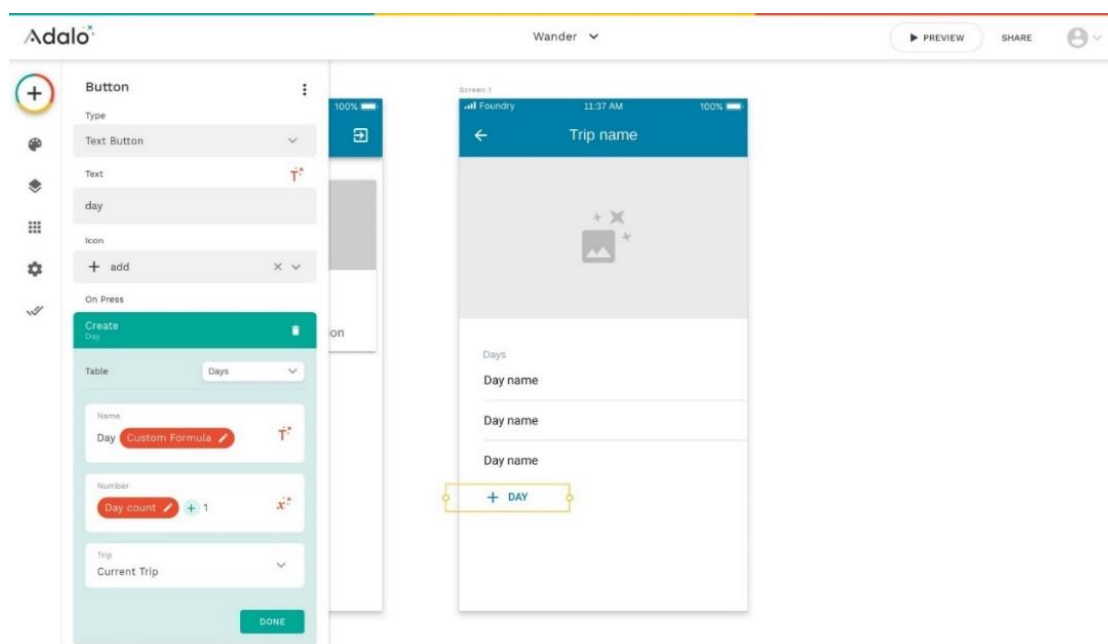 Adalo
Wander
PREVIEW
SHARE
Button
Type
Text Button
Text
day
Icon
add
On Press
Create
Day
Table
Days
Name
Day Custom Formula
Number
Day count + 1
Trip
Current Trip
DONE
100%
on
Screen 1
Foundry 11:37 AM 100%
Trip name
Days
Day name
Day name
Day name
+ DAY